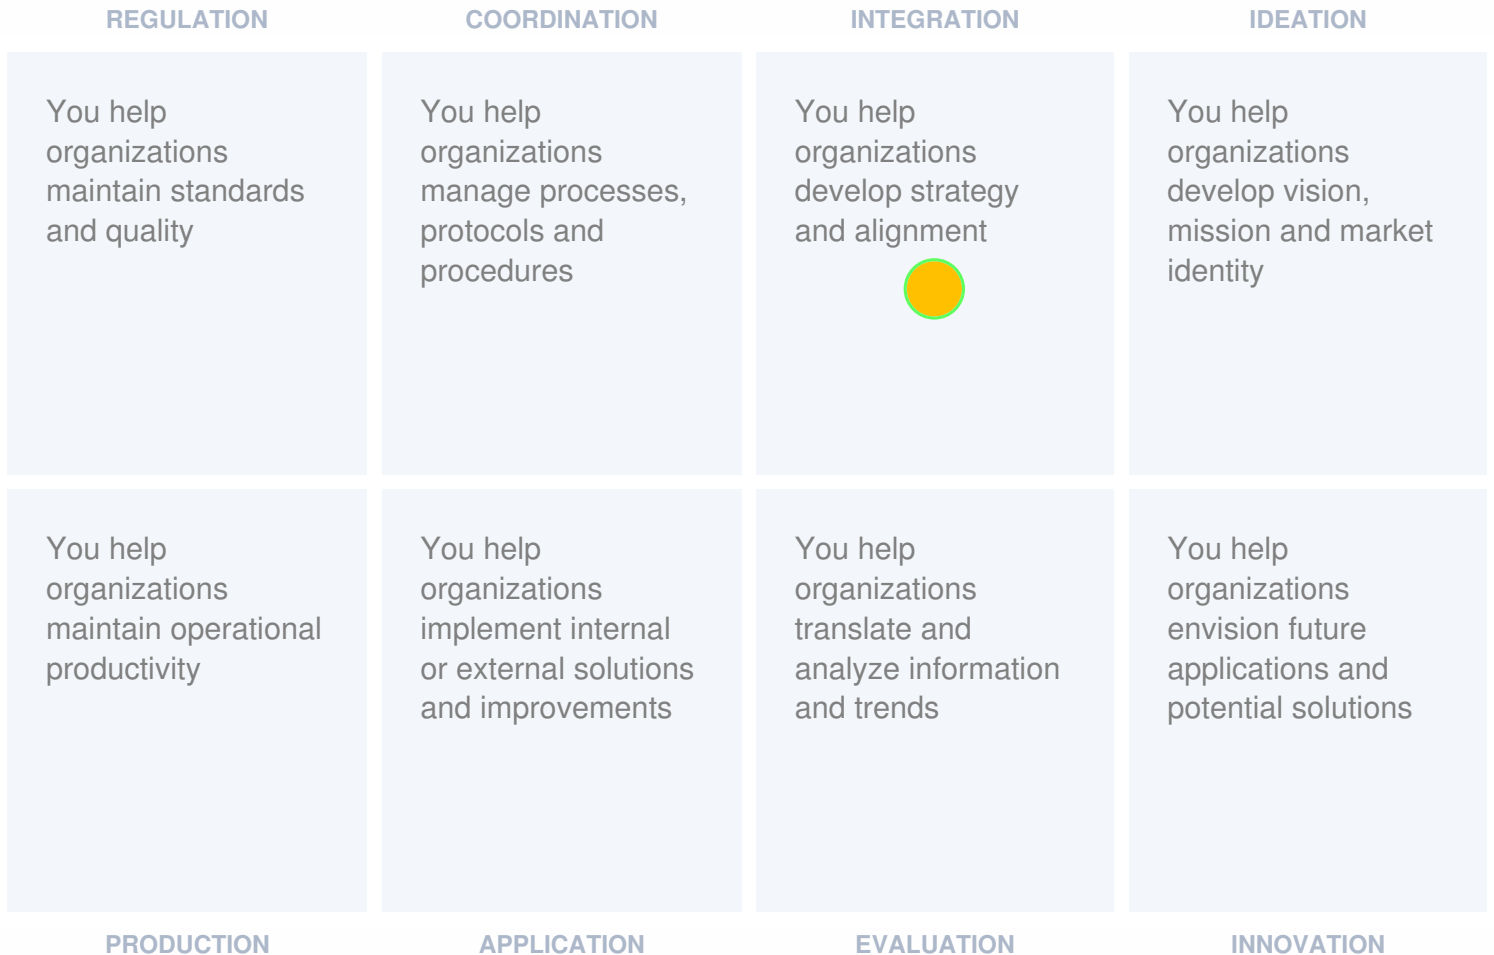 REGULATION
COORDINATION
INTEGRATION
IDEATION
You help
organizations
maintain standards
and quality
You help
organizations
manage processes,
protocols and
procedures
You help
organizations
develop strategy
and alignment
You help
organizations
develop vision,
mission and market
identity
You help
organizations
maintain operational
productivity
You help
organizations
implement internal
or external solutions
and improvements
You help
organizations
translate and
analyze information
and trends
You help
organizations
envision future
applications and
potential solutions
PRODUCTION
APPLICATION
EVALUATION
INNOVATION